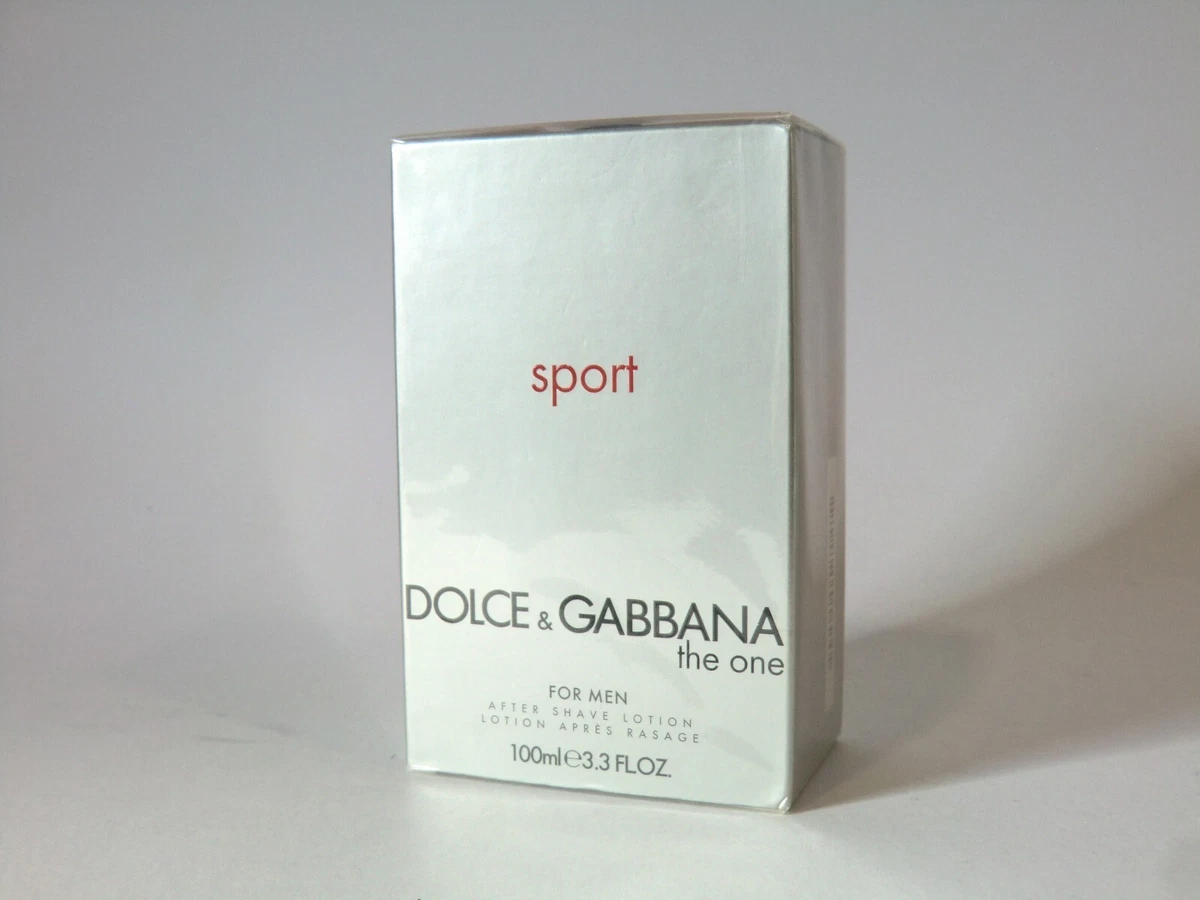 sport
DOLCE & GABBANA
the one
FOR MEN
AFTER SHAVE LOTION
LOTION APRÈS RASAGE
100ml ℮ 3.3 FL.OZ.